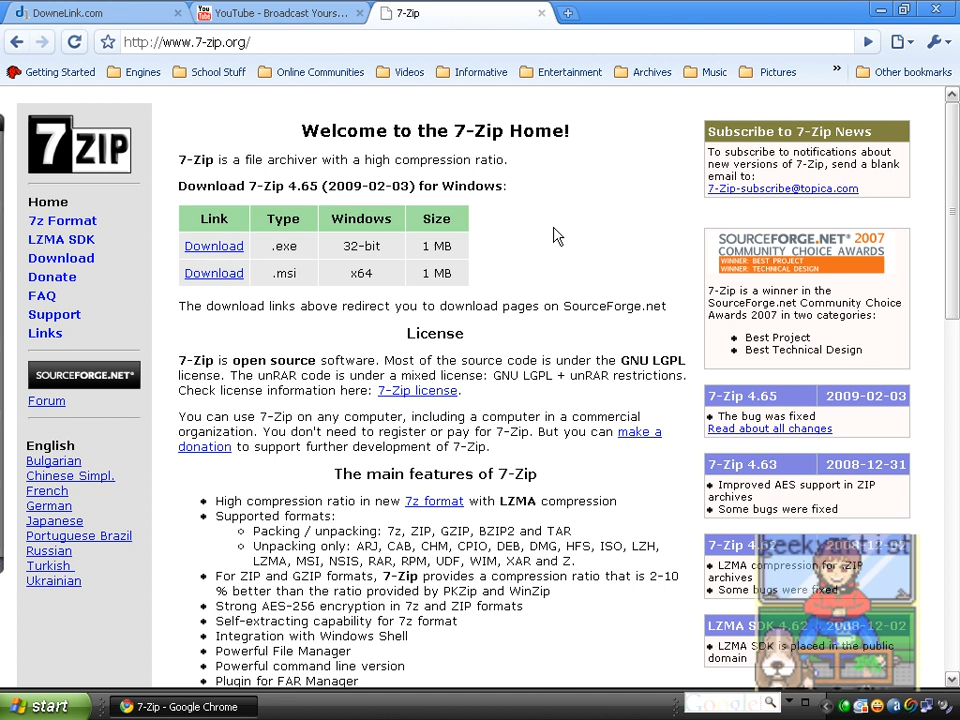 DowneLink.com
YouTube - Broadcast Yours...
7-Zip
http://www.7-zip.org/
Getting Started
Engines
School Stuff
Online Communities
Videos
Informative
Entertainment
Archives
Music
Pictures
»
Other bookmarks
7ZIP
Home
7z Format
LZMA SDK
Download
Donate
FAQ
Support
Links
SOURCEFORGE.NET®
Forum
English
Bulgarian
Chinese Simpl.
French
German
Japanese
Portuguese Brazil
Russian
Turkish
Ukrainian
Welcome to the 7-Zip Home!
7-Zip is a file archiver with a high compression ratio.
Download 7-Zip 4.65 (2009-02-03) for Windows:
Link Type Windows Size
Download .exe 32-bit 1 MB
Download .msi x64 1 MB
The download links above redirect you to download pages on SourceForge.net
License
7-Zip is open source software. Most of the source code is under the GNU LGPL
license. The unRAR code is under a mixed license: GNU LGPL + unRAR restrictions.
Check license information here: 7-Zip license.
You can use 7-Zip on any computer, including a computer in a commercial
organization. You don't need to register or pay for 7-Zip. But you can make a
donation to support further development of 7-Zip.
The main features of 7-Zip
High compression ratio in new 7z format with LZMA compression
Supported formats:
Packing / unpacking: 7z, ZIP, GZIP, BZIP2 and TAR
Unpacking only: ARJ, CAB, CHM, CPIO, DEB, DMG, HFS, ISO, LZH,
LZMA, MSI, NSIS, RAR, RPM, UDF, WIM, XAR and Z.
For ZIP and GZIP formats, 7-Zip provides a compression ratio that is 2-10
% better than the ratio provided by PKZip and WinZip
Strong AES-256 encryption in 7z and ZIP formats
Self-extracting capability for 7z format
Integration with Windows Shell
Powerful File Manager
Powerful command line version
Plugin for FAR Manager
Subscribe to 7-Zip News
To subscribe to notifications about
new versions of 7-Zip, send a blank
email to:
7-Zip-subscribe@topica.com
SOURCEFORGE.NET® 2007
COMMUNITY CHOICE AWARDS
WINNER: BEST PROJECT
WINNER: TECHNICAL DESIGN
7-Zip is a winner in the
SourceForge.net Community Choice
Awards 2007 in two categories:
Best Project
Best Technical Design
7-Zip 4.65 2009-02-03
The bug was fixed
Read about all changes
7-Zip 4.63 2008-12-31
Improved AES support in ZIP
archives
Some bugs were fixed
2008-12-02
LZMA compression for .ZIP
archives
Some bugs were fixed
LZMA SDK 4.62 2008-12-02
LZMA SDK is placed in the public
domain
start
7-Zip - Google Chrome
Google